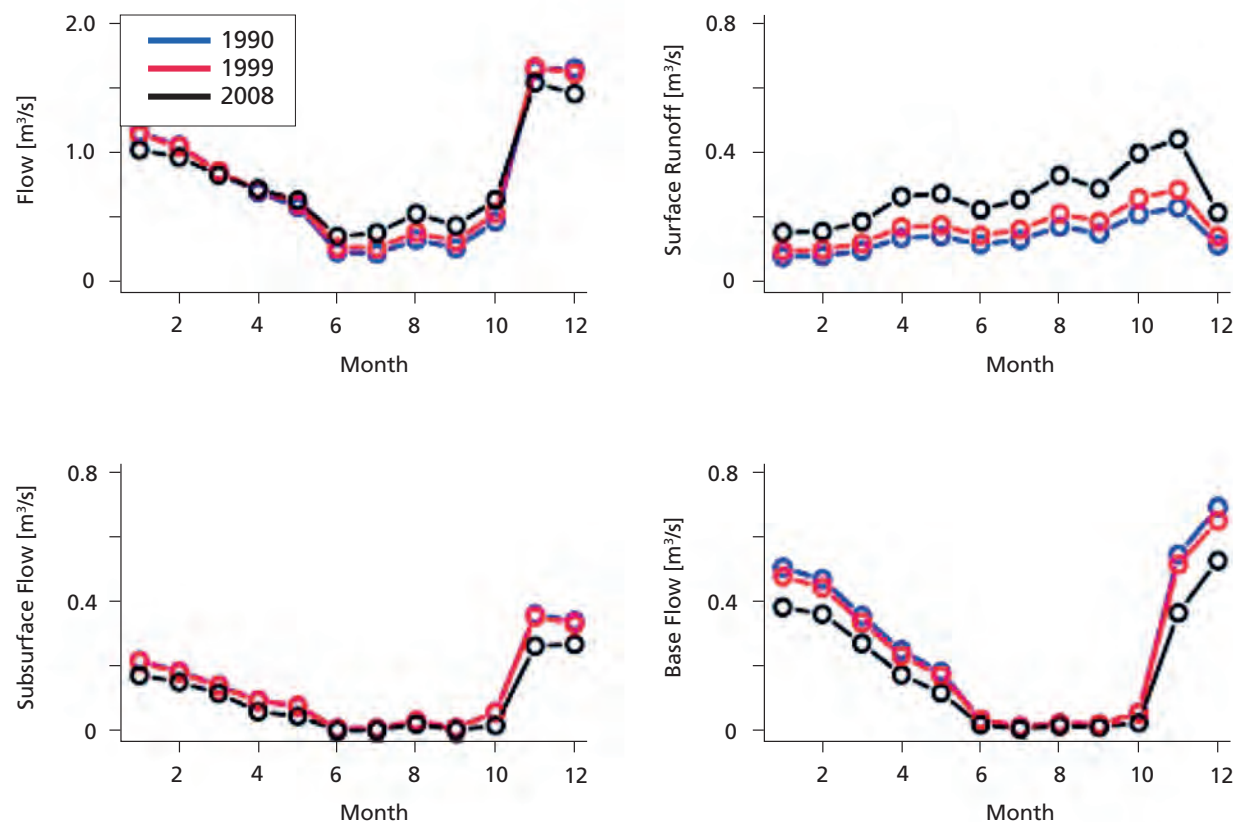 2.0
1.0
0
Flow [m³/s]
1990
1999
2008
2 4 6 8 10 12
Month
0.8
0.4
0
Surface Runoff [m³/s]
2 4 6 8 10 12
Month
0.8
0.4
0
Subsurface Flow [m³/s]
2 4 6 8 10 12
Month
0.8
0.4
0
Base Flow [m³/s]
2 4 6 8 10 12
Month